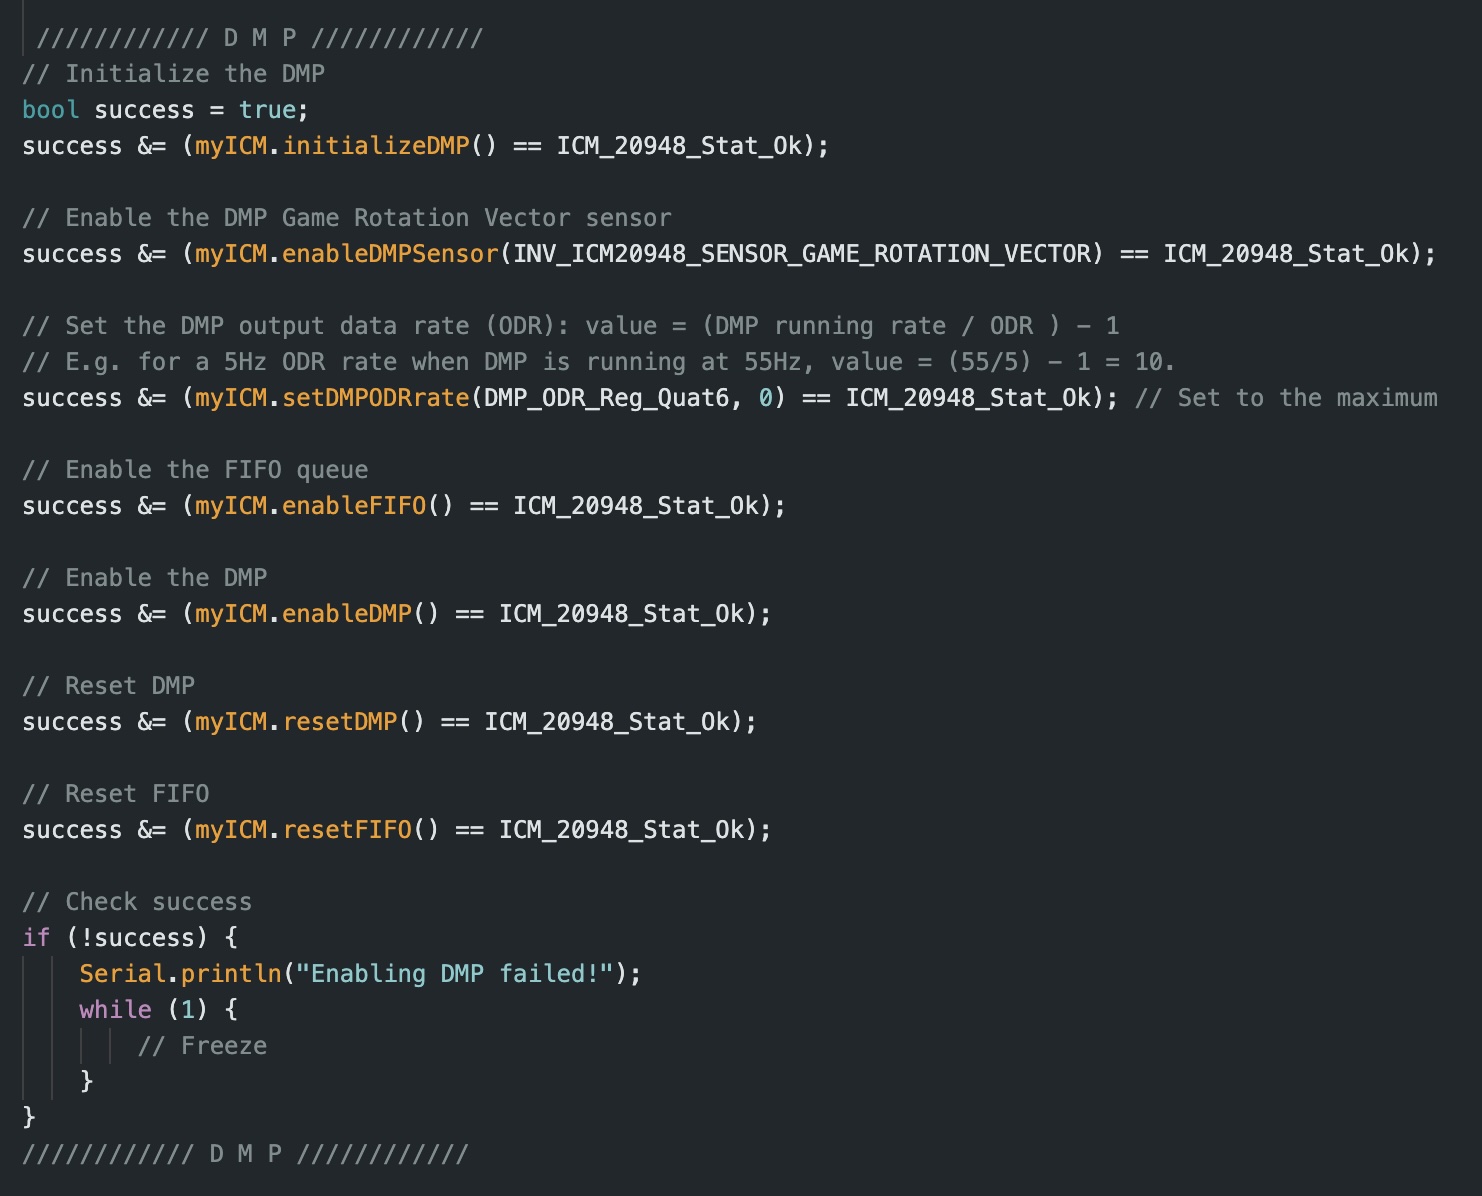 //////////// D M P ////////////
// Initialize the DMP
bool success = true;
success &= (myICM.initializeDMP() == ICM_20948_Stat_Ok);
// Enable the DMP Game Rotation Vector sensor
success &= (myICM.enableDMPSensor(INV_ICM20948_SENSOR_GAME_ROTATION_VECTOR) == ICM_20948_Stat_Ok);
// Set the DMP output data rate (ODR): value = (DMP running rate / ODR ) - 1
// E.g. for a 5Hz ODR rate when DMP is running at 55Hz, value = (55/5) - 1 = 10.
success &= (myICM.setDMPODRrate(DMP_ODR_Reg_Quat6, 0) == ICM_20948_Stat_Ok); // Set to the maximum
// Enable the FIFO queue
success &= (myICM.enableFIFO() == ICM_20948_Stat_Ok);
// Enable the DMP
success &= (myICM.enableDMP() == ICM_20948_Stat_Ok);
// Reset DMP
success &= (myICM.resetDMP() == ICM_20948_Stat_Ok);
// Reset FIFO
success &= (myICM.resetFIFO() == ICM_20948_Stat_Ok);
// Check success
if (!success) {
    Serial.println("Enabling DMP failed!");
    while (1) {
        // Freeze
    }
}
//////////// D M P ////////////